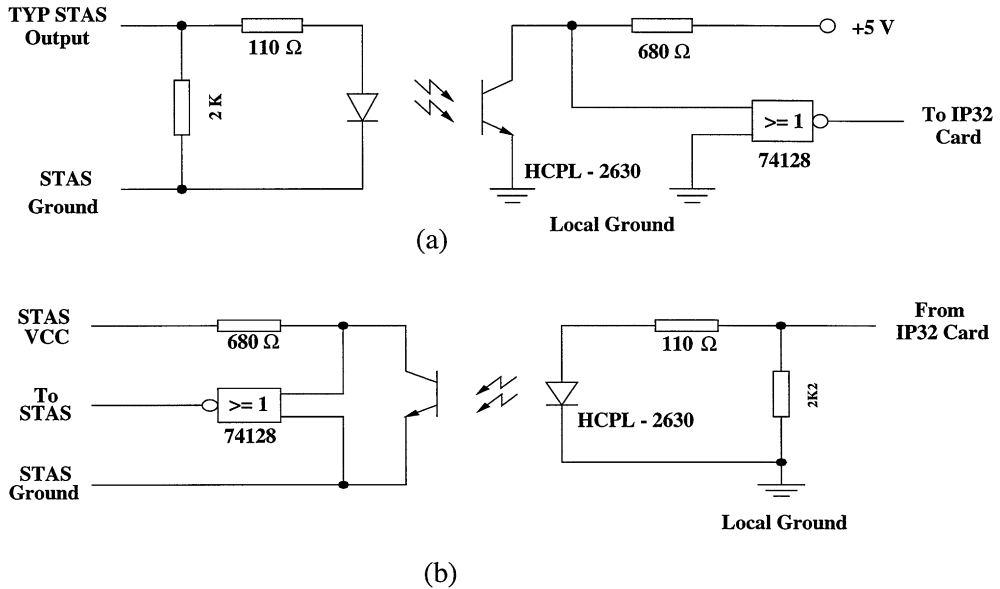 TYP STAS
Output
110 Ω
2 K
STAS
Ground
680 Ω
+5 V
>= 1
74128
To IP32
Card
HCPL - 2630
Local Ground
(a)
STAS
VCC
680 Ω
To
STAS
>= 1
74128
STAS
Ground
110 Ω
From
IP32 Card
2K2
HCPL - 2630
Local Ground
(b)